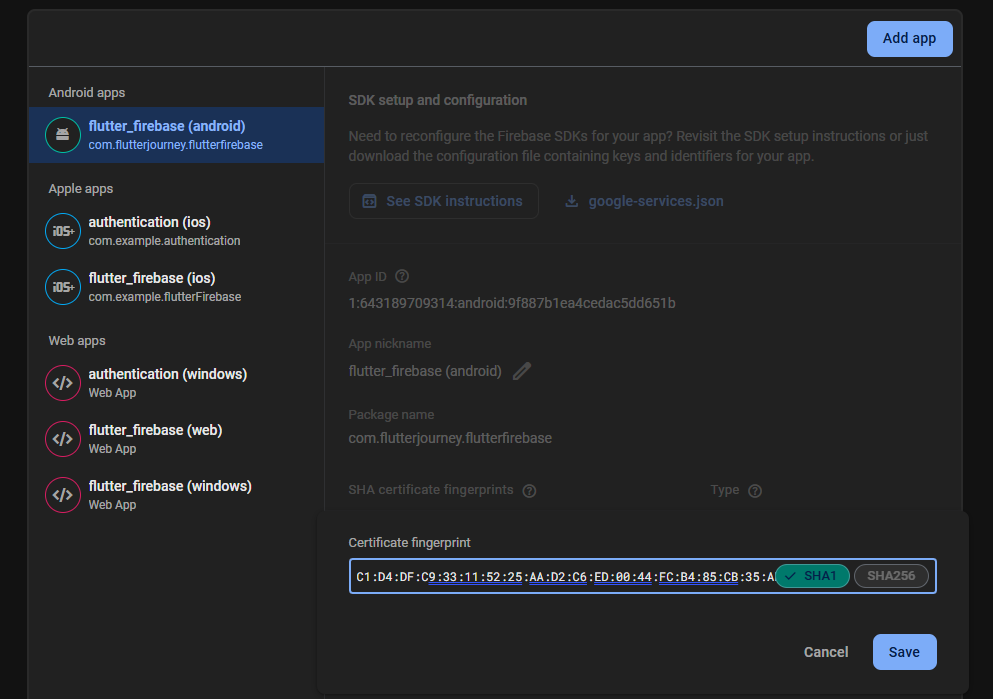 Add app
Android apps
flutter_firebase (android)
com.flutterjourney.flutterfirebase
Apple apps
iOS+
authentication (ios)
com.example.authentication
iOS+
flutter_firebase (ios)
com.example.flutterFirebase
Web apps
</>
authentication (windows)
Web App
</>
flutter_firebase (web)
Web App
</>
flutter_firebase (windows)
Web App
SDK setup and configuration
Need to reconfigure the Firebase SDKs for your app? Revisit the SDK setup instructions or just
download the configuration file containing keys and identifiers for your app.
See SDK instructions
google-services.json
App ID
1:643189709314:android:9f887b1ea4cedac5dd651b
App nickname
flutter_firebase (android)
Package name
com.flutterjourney.flutterfirebase
SHA certificate fingerprints
Type
Certificate fingerprint
C1:D4:DF:C9:33:11:52:25:AA:D2:C6:ED:00:44:FC:B4:85:CB:35:A
SHA1
SHA256
Cancel
Save